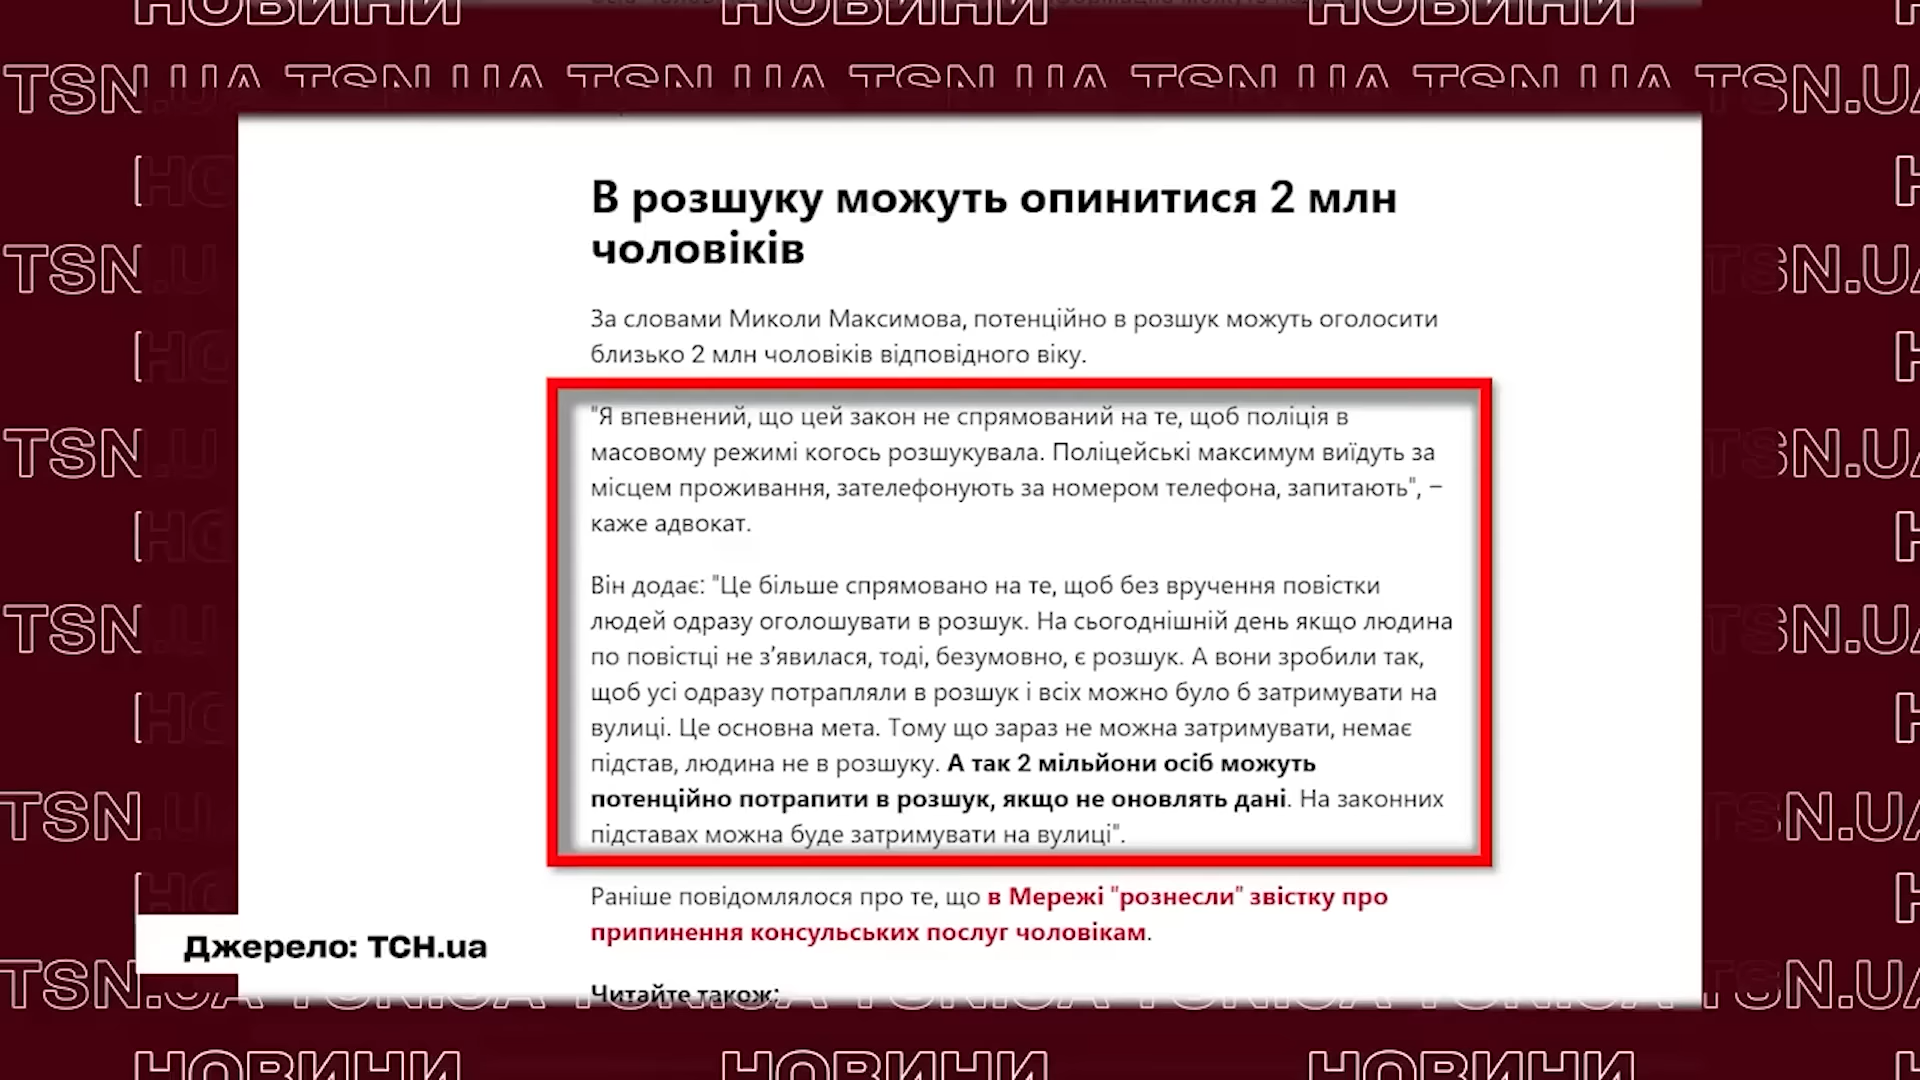 НОВИНИ НОВИНИ НОВИНИ
TSN.UA TSN.UA TSN.UA TSN.UA TSN.UA TSN.UA TSN.UA
В розшуку можуть опинитися 2 млн
чоловіків
За словами Миколи Максимова, потенційно в розшук можуть оголосити
близько 2 млн чоловіків відповідного віку.
"Я впевнений, що цей закон не спрямований на те, щоб поліція в
масовому режимі когось розшукувала. Поліцейські максимум виїдуть за
місцем проживання, зателефонують за номером телефона, запитають", –
каже адвокат.
Він додає: "Це більше спрямовано на те, щоб без вручення повістки
людей одразу оголошувати в розшук. На сьогоднішній день якщо людина
по повістці не з’явилася, тоді, безумовно, є розшук. А вони зробили так,
щоб усі одразу потрапляли в розшук і всіх можно було б затримувати на
вулиці. Це основна мета. Тому що зараз не можна затримувати, немає
підстав, людина не в розшуку. А так 2 мільйони осіб можуть
потенційно потрапити в розшук, якщо не оновлять дані. На законних
підставах можна буде затримувати на вулиці".
Раніше повідомлялося про те, що в Мережі "рознесли" звістку про
припинення консульських послуг чоловікам.
Джерело: ТСН.ua
Читайте також:
НОВИНИ НОВИНИ НОВИНИ